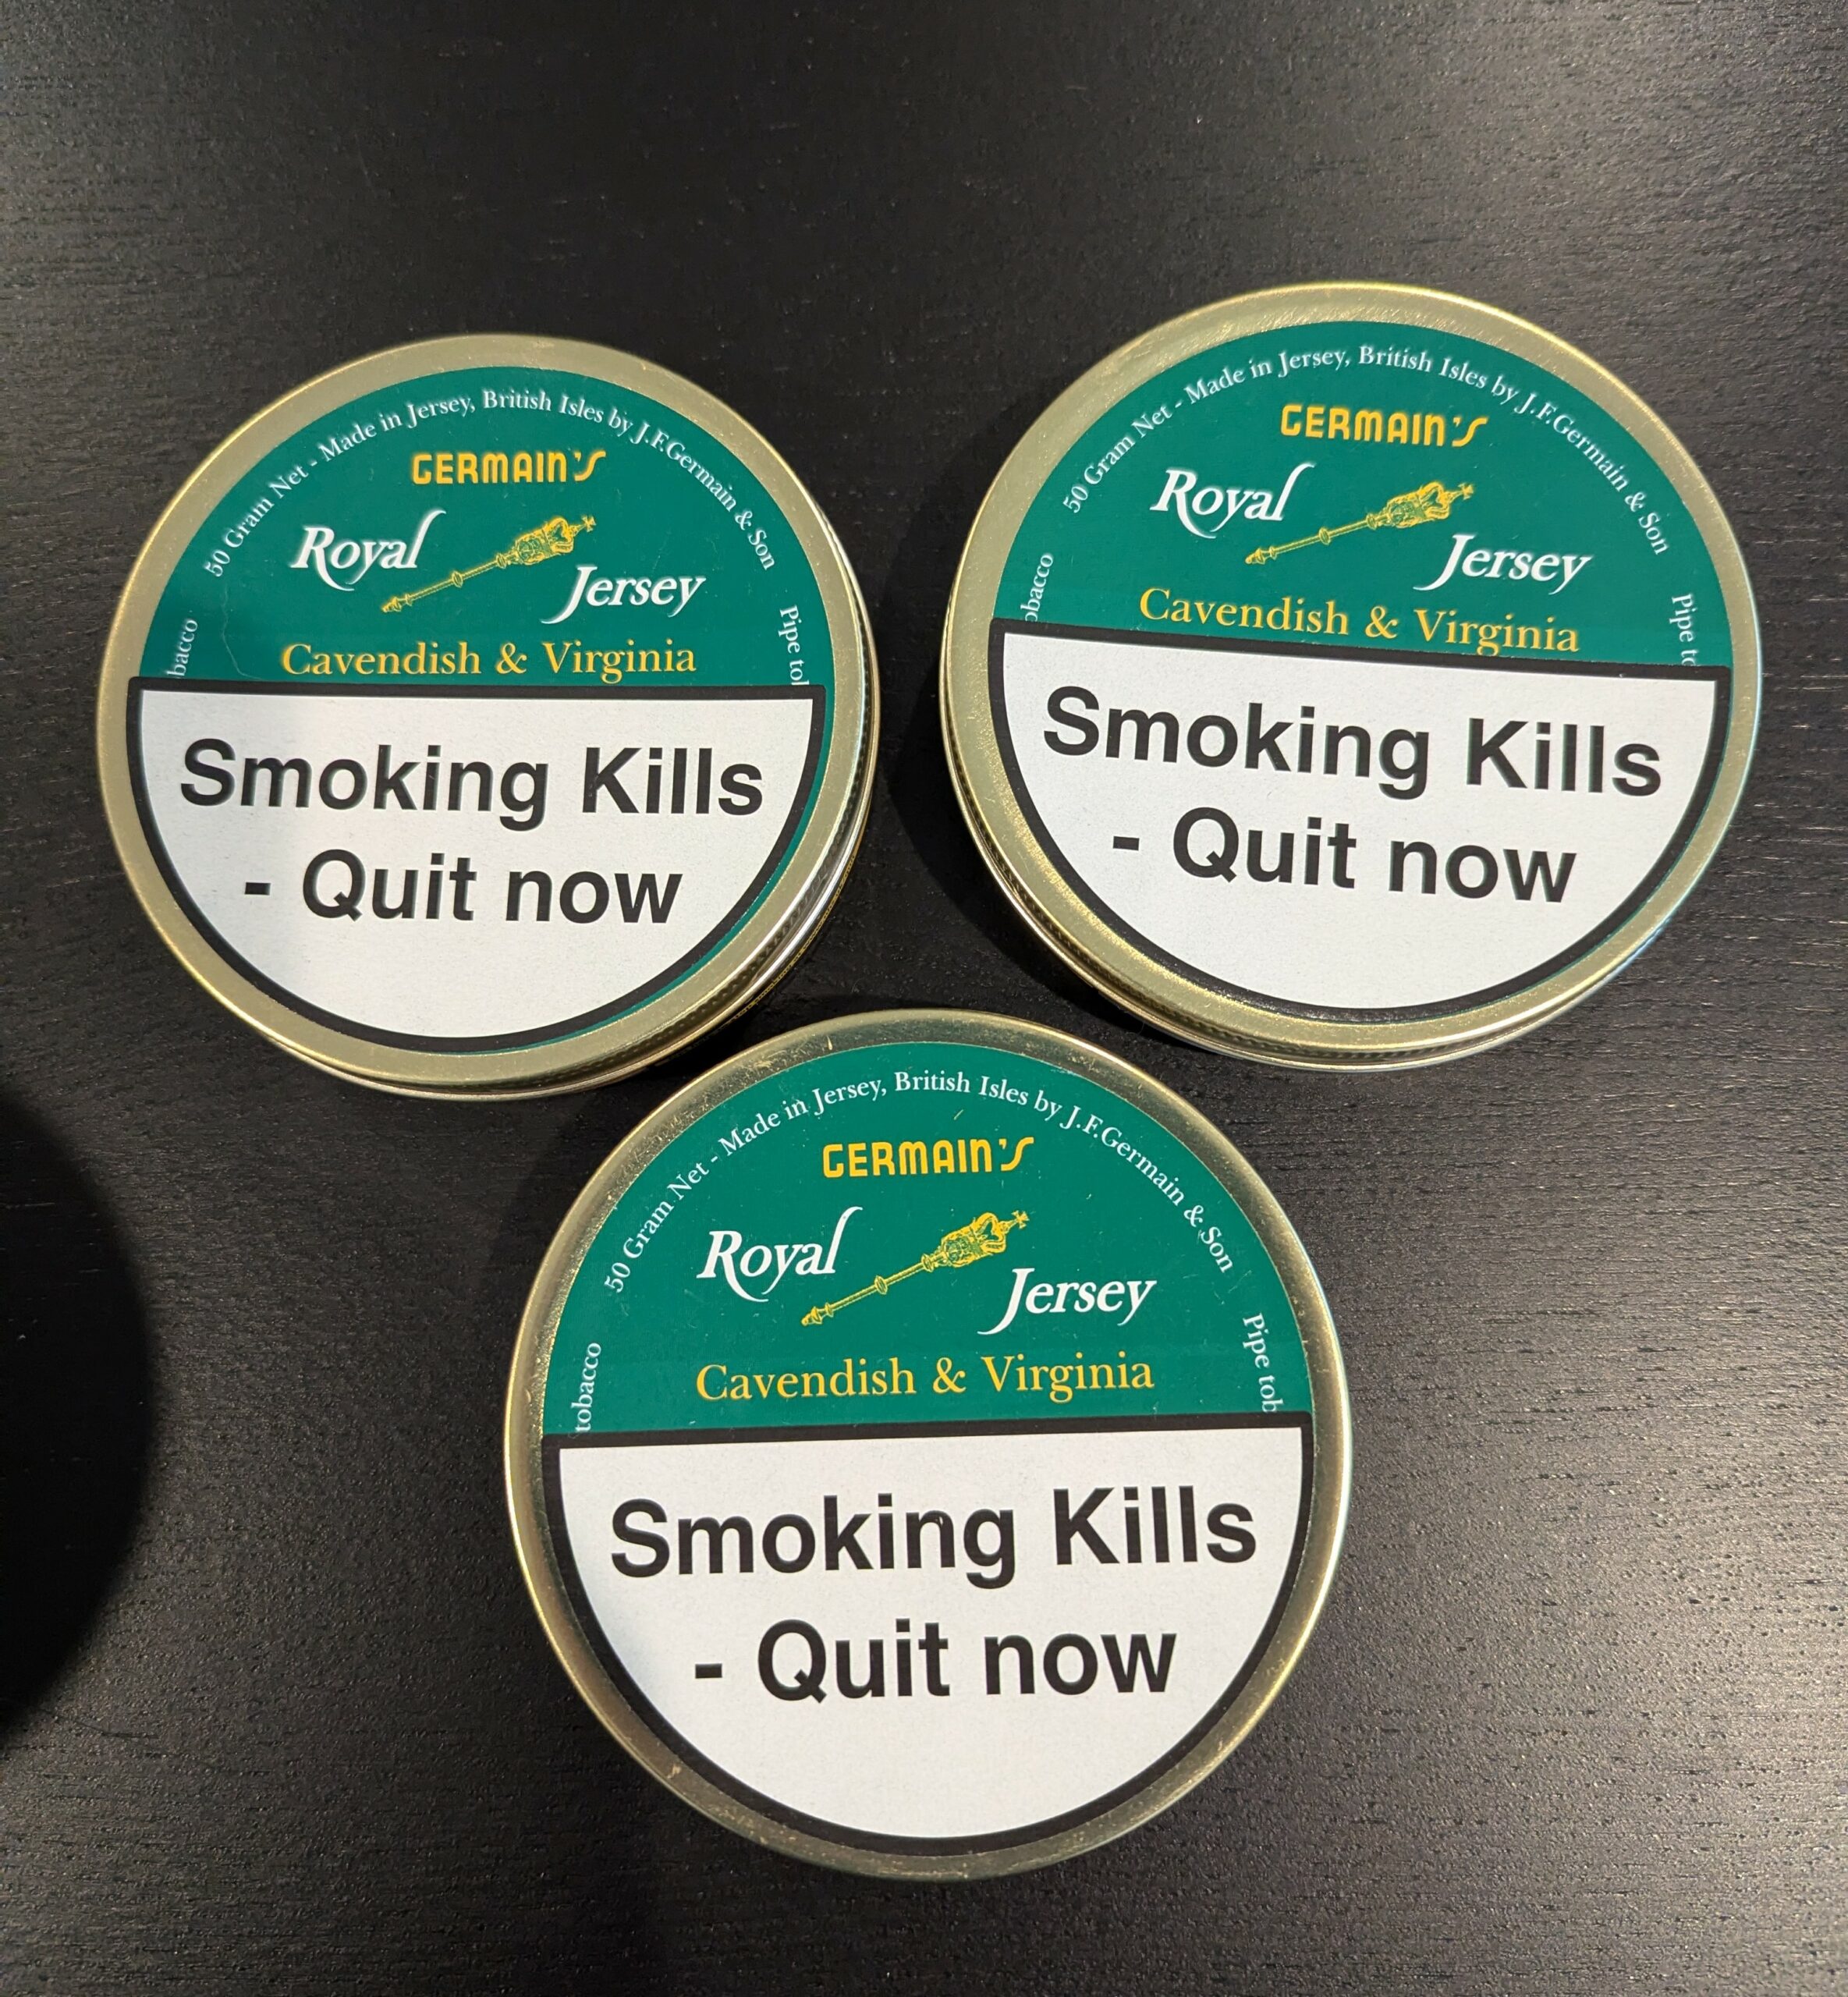 50 Gram Net - Made in Jersey, British Isles by J.F.Germain & Son
GERMAIN'S
Royal
Jersey
bacco
Pipe tob
Cavendish & Virginia
Smoking Kills
- Quit now
50 Gram Net - Made in Jersey, British Isles by J.F.Germain & Son
GERMAIN'S
Royal
Jersey
obacco
Pipe to
Cavendish & Virginia
Smoking Kills
- Quit now
50 Gram Net - Made in Jersey, British Isles by J.F.Germain & Son
GERMAIN'S
Royal
Jersey
tobacco
Pipe tob
Cavendish & Virginia
Smoking Kills
- Quit now